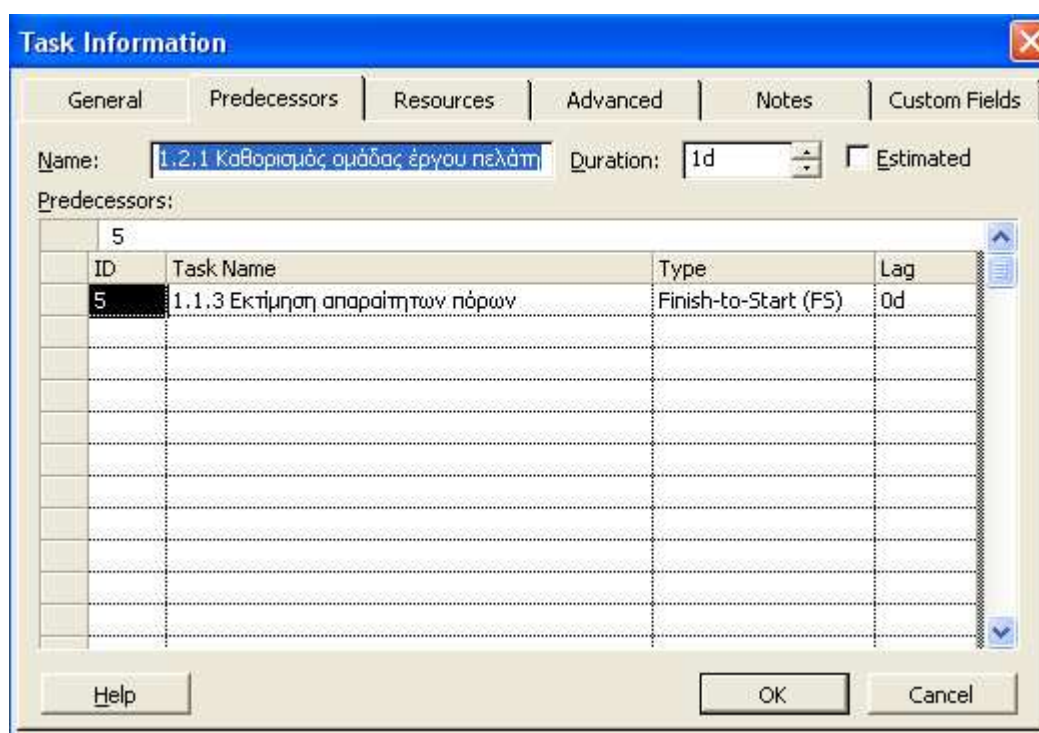 Task Information
General Predecessors Resources Advanced Notes Custom Fields
Name: 1.2.1 Καθορισμός ομάδας έργου πελάτη Duration: 1d Estimated
Predecessors:
5
ID Task Name Type Lag
5 1.1.3 Εκτίμηση απαραίτητων πόρων Finish-to-Start (FS) 0d
Help OK Cancel